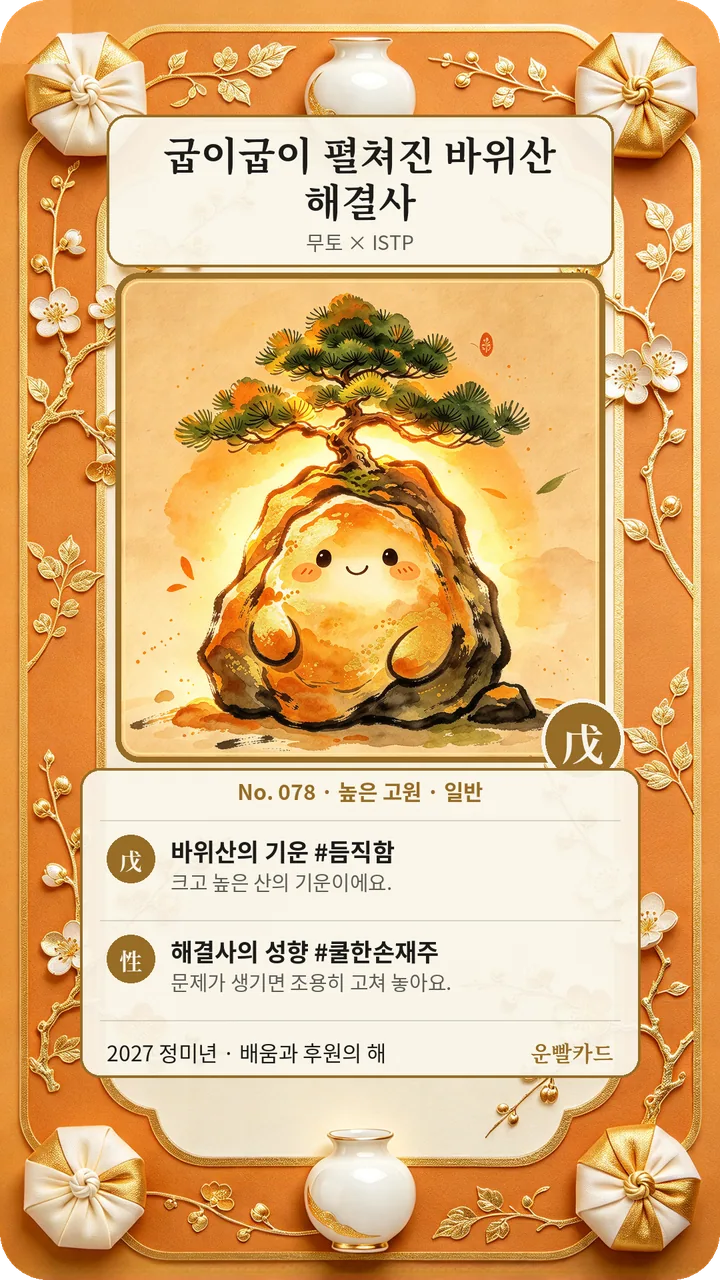 굽이굽이 펼쳐진 바위산
해결사
무토 × ISTP
戊
No. 078 · 높은 고원 · 일반
戊
바위산의 기운 #듬직함
크고 높은 산의 기운이에요.
性
해결사의 성향 #쿨한손재주
문제가 생기면 조용히 고쳐 놓아요.
2027 정미년 · 배움과 후원의 해
운빨카드